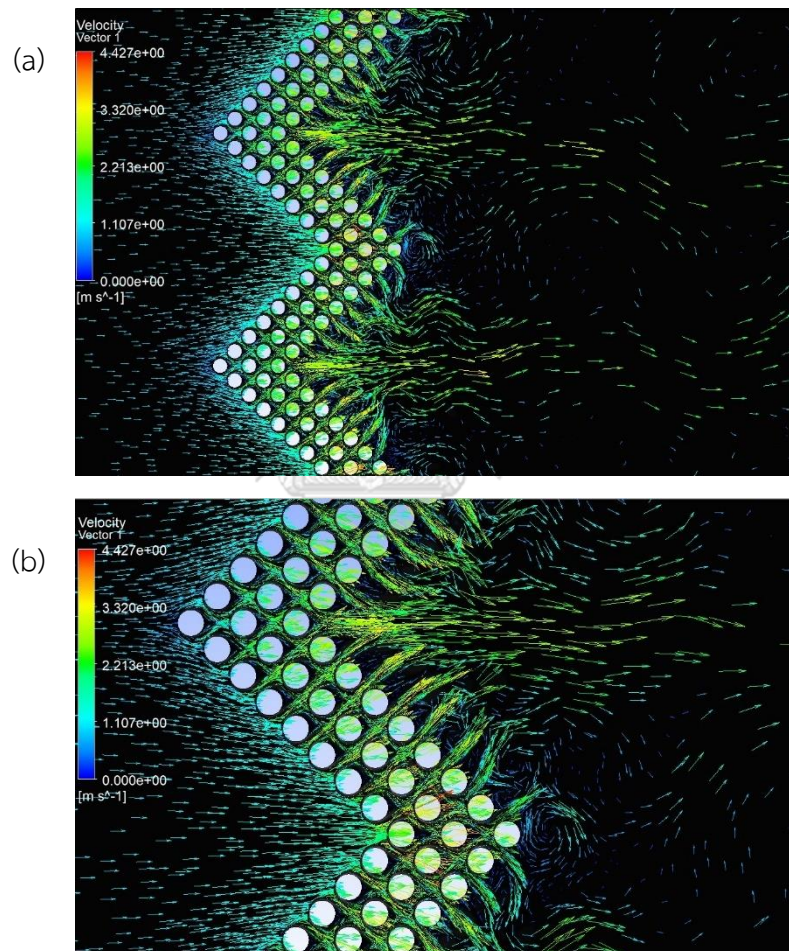 (a)
Velocity
Vector 1
4.427e+00
3.320e+00
2.213e+00
1.107e+00
0.000e+00
[m s^-1]
(b)
Velocity
Vector 1
4.427e+00
3.320e+00
2.213e+00
1.107e+00
0.000e+00
[m s^-1]